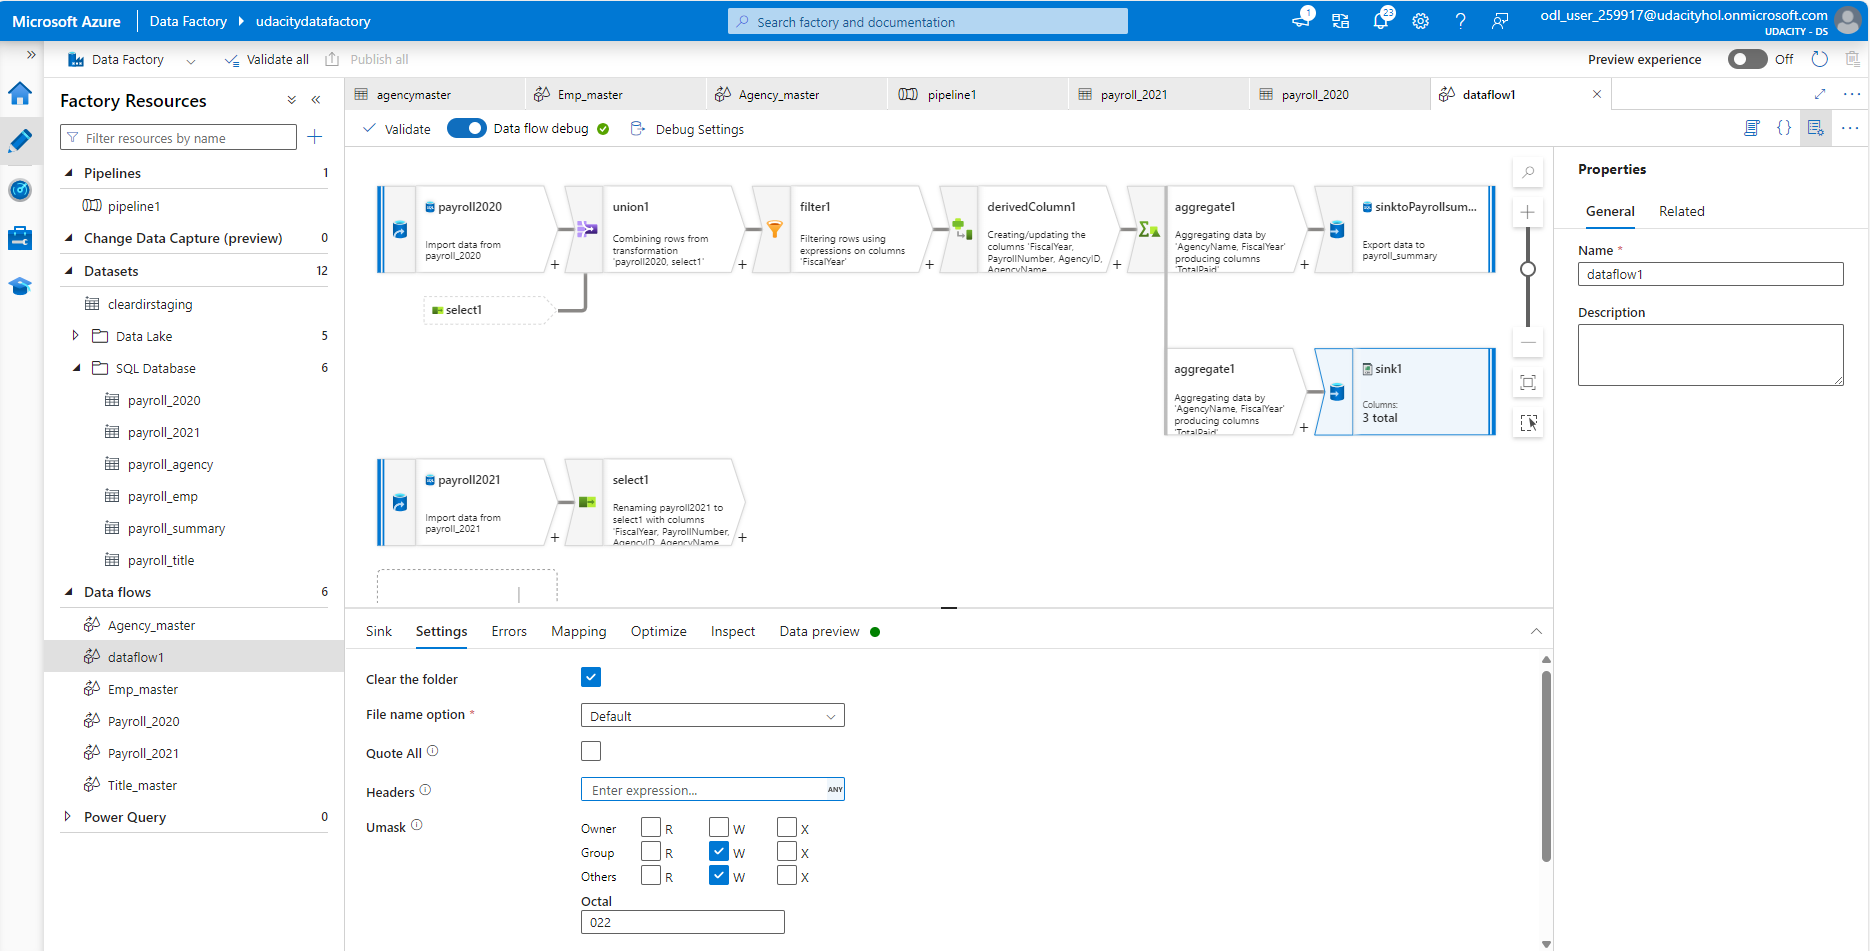 Microsoft Azure
Data Factory
udacitydatafactory
Search factory and documentation
1
23
odl_user_259917@udacityhol.onmicrosoft.com
UDACITY - DS
Data Factory
Validate all
Publish all
Preview experience
Off
Factory Resources
Filter resources by name
Pipelines
1
pipeline1
Change Data Capture (preview)
0
Datasets
12
cleardirstaging
Data Lake
5
SQL Database
6
payroll_2020
payroll_2021
payroll_agency
payroll_emp
payroll_summary
payroll_title
Data flows
6
Agency_master
dataflow1
Emp_master
Payroll_2020
Payroll_2021
Title_master
Power Query
0
agencymaster
Emp_master
Agency_master
pipeline1
payroll_2021
payroll_2020
dataflow1
Validate
Data flow debug
Debug Settings
payroll2020
Import data from
payroll_2020
+
union1
Combining rows from
transformation
'payroll2020, select1'
+
filter1
Filtering rows using
expressions on columns
'FiscalYear'
+
derivedColumn1
Creating/updating the
columns 'FiscalYear,
PayrollNumber, AgencyID,
AgencyName
+
aggregate1
Aggregating data by
'AgencyName, FiscalYear'
producing columns
'TotalPaid'
+
sinktoPayrollsum...
Export data to
payroll_summary
select1
aggregate1
Aggregating data by
'AgencyName, FiscalYear'
producing columns
'TotalPaid'
+
sink1
Columns:
3 total
payroll2021
Import data from
payroll_2021
+
select1
Renaming payroll2021 to
select1 with columns
'FiscalYear, PayrollNumber,
AgencyID, AgencyName
+
Sink
Settings
Errors
Mapping
Optimize
Inspect
Data preview
Clear the folder
File name option *
Default
Quote All
Headers
Enter expression...
ANY
Umask
Owner R W X
Group R W X
Others R W X
Octal
022
Properties
General
Related
Name *
dataflow1
Description